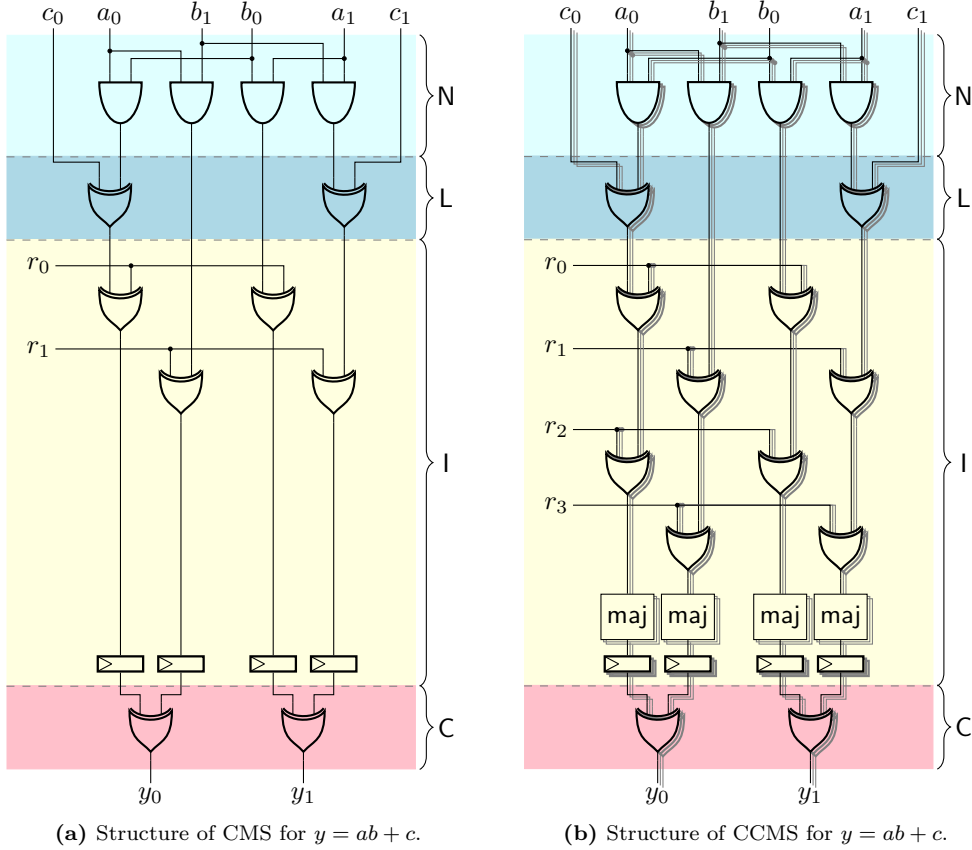 c₀ a₀ b₁ b₀ a₁ c₁
N
L
r₀
r₁
I
C
y₀ y₁
(a) Structure of CMS for y = ab + c.
c₀ a₀ b₁ b₀ a₁ c₁
N
L
r₀
r₁
r₂
I
r₃
maj maj maj maj
C
y₀ y₁
(b) Structure of CCMS for y = ab + c.